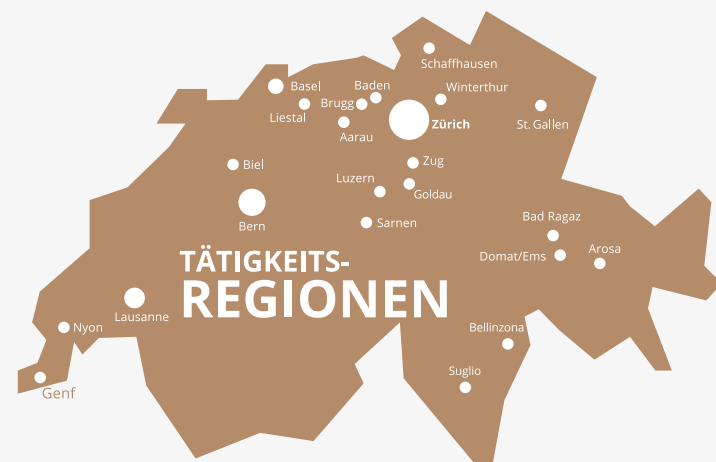 Schaffhausen
Basel
Baden
Winterthur
Liestal
Brugg
Zürich
St. Gallen
Aarau
Biel
Zug
Luzern
Goldau
Bern
Sarnen
Bad Ragaz
Domat/Ems
Arosa
TÄTIGKEITS-
REGIONEN
Lausanne
Nyon
Bellinzona
Suglio
Genf